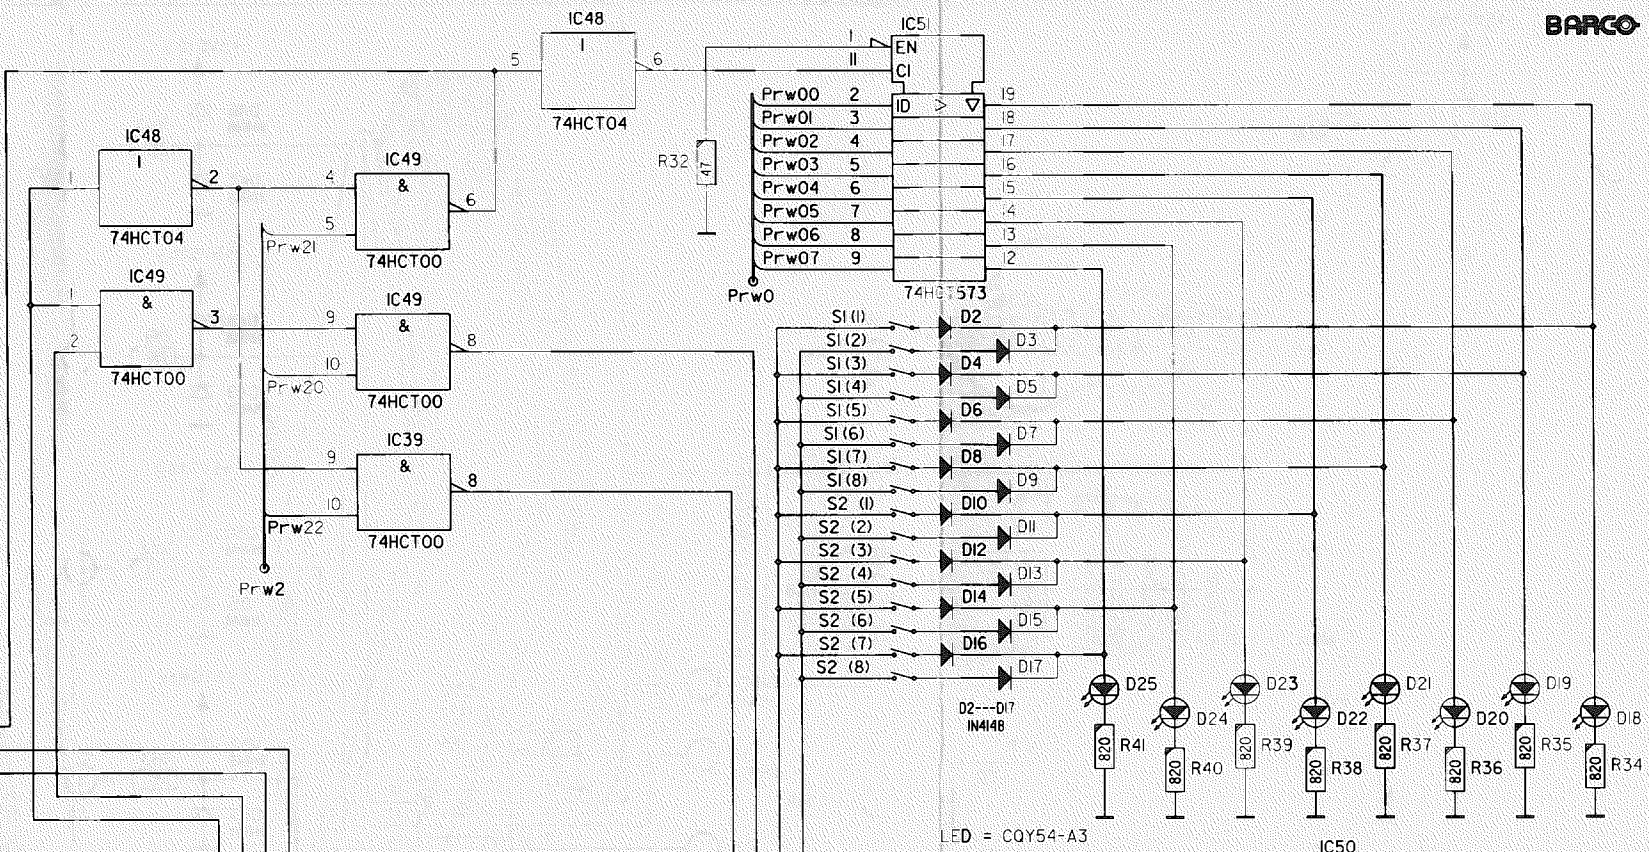 BARCO
IC48
IC51
5
1
6
1
EN
11
C1
74HCT04
R32
47
Prw00 2
1D
19
Prw01 3
18
Prw02 4
17
Prw03 5
16
Prw04 6
15
Prw05 7
14
Prw06 8
13
Prw07 9
12
Prw0
74HCT573
IC48
1
1
2
74HCT04
IC49
4
&
6
5
Prw21
74HCT00
IC49
1
&
3
2
74HCT00
IC49
9
&
8
10
Prw20
74HCT00
IC39
9
&
8
10
Prw22
74HCT00
Prw2
S1(1) D2
S1(2) D3
S1(3) D4
S1(4) D5
S1(5) D6
S1(6) D7
S1(7) D8
S1(8) D9
S2 (1) D10
S2 (2) D11
S2 (3) D12
S2 (4) D13
S2 (5) D14
S2 (6) D15
S2 (7) D16
S2 (8) D17
D2---D17
1N4148
D25
D24
D23
D22
D21
D20
D19
D18
820 R41
820 R40
820 R39
820 R38
820 R37
820 R36
820 R35
820 R34
LED = CQY54-A3
IC50